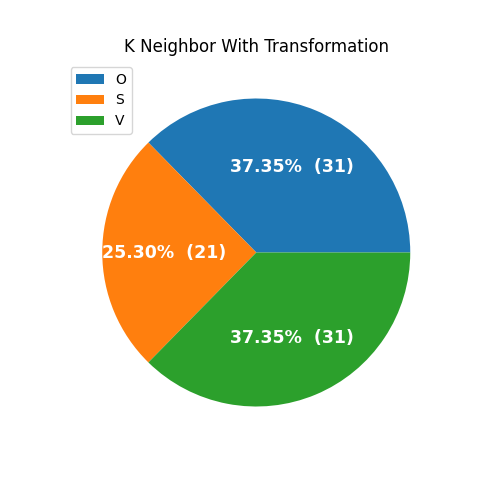 K Neighbor With Transformation
O
S
V
37.35%  (31)
25.30%  (21)
37.35%  (31)